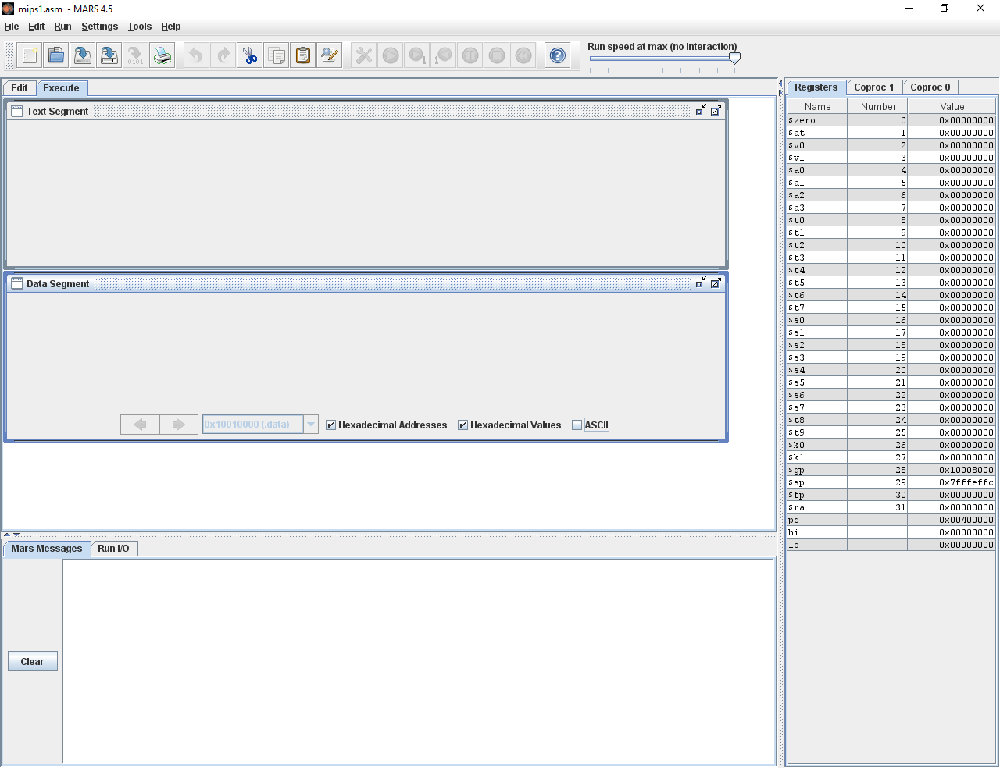 mips1.asm - MARS 4.5
File Edit Run Settings Tools Help
Run speed at max (no interaction)
0101
1
1
Edit Execute
Text Segment
Data Segment
0x10010000 (.data) Hexadecimal Addresses Hexadecimal Values ASCII
Mars Messages Run I/O
Clear
Registers Coproc 1 Coproc 0
Name Number Value
$zero 0 0x00000000
$at 1 0x00000000
$v0 2 0x00000000
$v1 3 0x00000000
$a0 4 0x00000000
$a1 5 0x00000000
$a2 6 0x00000000
$a3 7 0x00000000
$t0 8 0x00000000
$t1 9 0x00000000
$t2 10 0x00000000
$t3 11 0x00000000
$t4 12 0x00000000
$t5 13 0x00000000
$t6 14 0x00000000
$t7 15 0x00000000
$s0 16 0x00000000
$s1 17 0x00000000
$s2 18 0x00000000
$s3 19 0x00000000
$s4 20 0x00000000
$s5 21 0x00000000
$s6 22 0x00000000
$s7 23 0x00000000
$t8 24 0x00000000
$t9 25 0x00000000
$k0 26 0x00000000
$k1 27 0x00000000
$gp 28 0x10008000
$sp 29 0x7fffeffc
$fp 30 0x00000000
$ra 31 0x00000000
pc 0x00400000
hi 0x00000000
lo 0x00000000